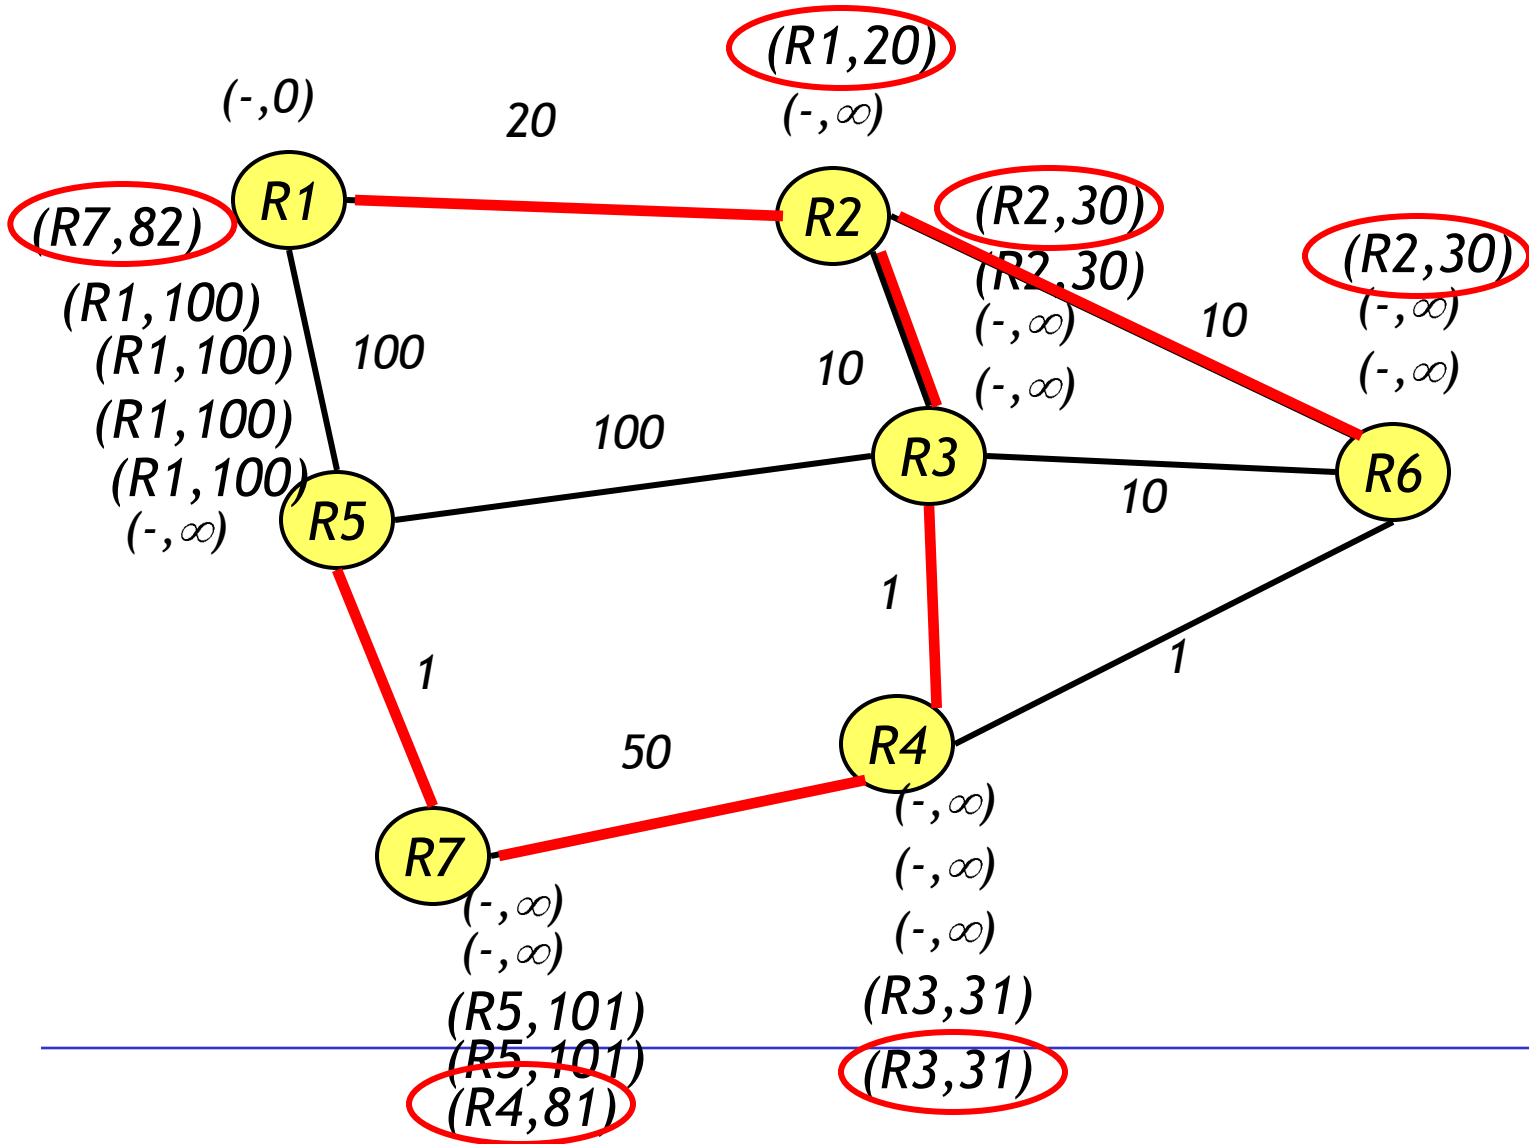 (R1,20)
(-,0)
20
(-,∞)
R1
R2
(R2,30)
(R7,82)
(R2,30)
(R2,30)
(R1,100)
(-,∞)
(-,∞)
10
(R1,100)
100
10
(-,∞)
(-,∞)
(R1,100)
100
R3
R6
(R1,100)
10
R5
(-,∞)
1
1
1
50
R4
(-,∞)
R7
(-,∞)
(-,∞)
(-,∞)
(-,∞)
(R5,101)
(R3,31)
(R5,101)
(R3,31)
(R4,81)